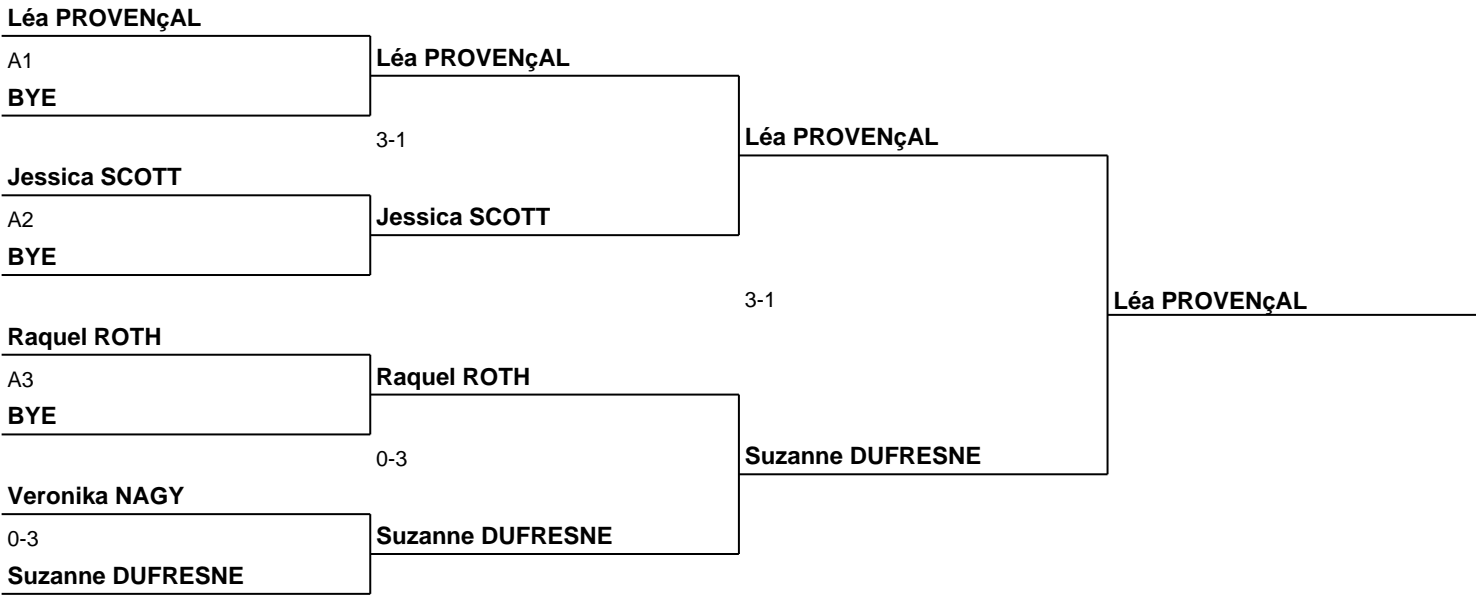 Léa PROVENçAL
A1
BYE
Léa PROVENçAL
3-1
Jessica SCOTT
A2
BYE
Jessica SCOTT
Léa PROVENçAL
3-1
Léa PROVENçAL
Raquel ROTH
A3
BYE
Raquel ROTH
0-3
Veronika NAGY
0-3
Suzanne DUFRESNE
Suzanne DUFRESNE
Suzanne DUFRESNE